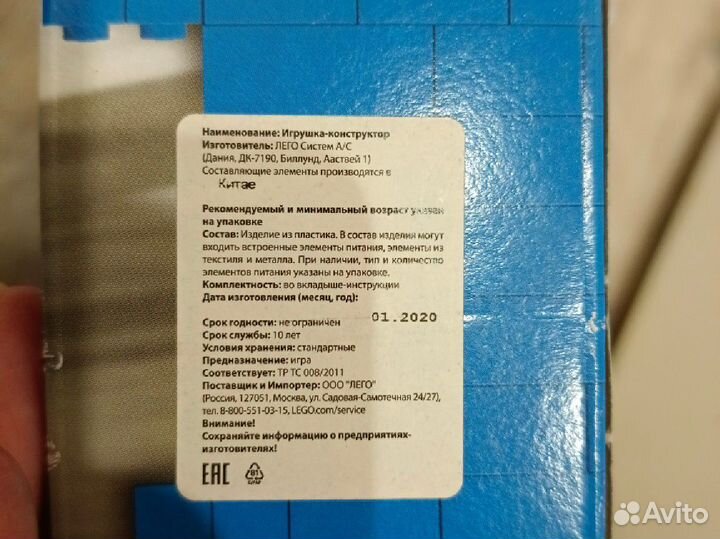 Наименование: Игрушка-конструктор
Изготовитель: ЛЕГО Систем А/С
(Дания, ДК-7190, Биллунд, Ааствей 1)
Составляющие элементы производятся в
Китае
Рекомендуемый и минимальный возраст указан
на упаковке
Состав: Изделие из пластика. В состав изделия могут
входить встроенные элементы питания, элементы из
текстиля и металла. При наличии, тип и количество
элементов питания указаны на упаковке.
Комплектность: во вкладыше-инструкции
Дата изготовления (месяц, год):
01.2020
Срок годности: не ограничен
Срок службы: 10 лет
Условия хранения: стандартные
Предназначение: игра
Соответствует: ТР ТС 008/2011
Поставщик и Импортер: ООО "ЛЕГО"
(Россия, 127051, Москва, ул. Садовая-Самотечная 24/27),
тел. 8-800-551-03-15, LEGO.com/service
Внимание!
Сохраняйте информацию о предприятиях-
изготовителях!
EAC
81
C/PAP
Avito